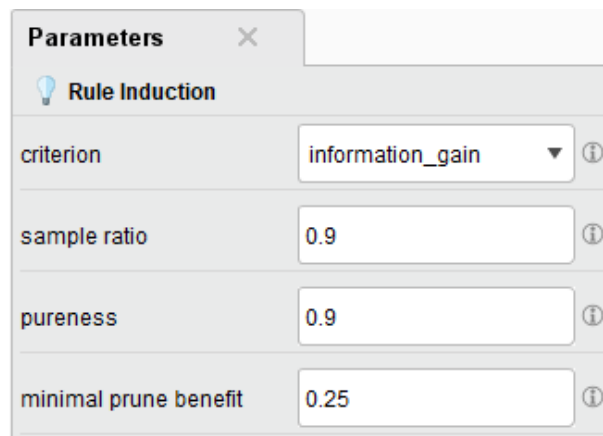 Parameters
Rule Induction
criterion information_gain
sample ratio 0.9
pureness 0.9
minimal prune benefit 0.25